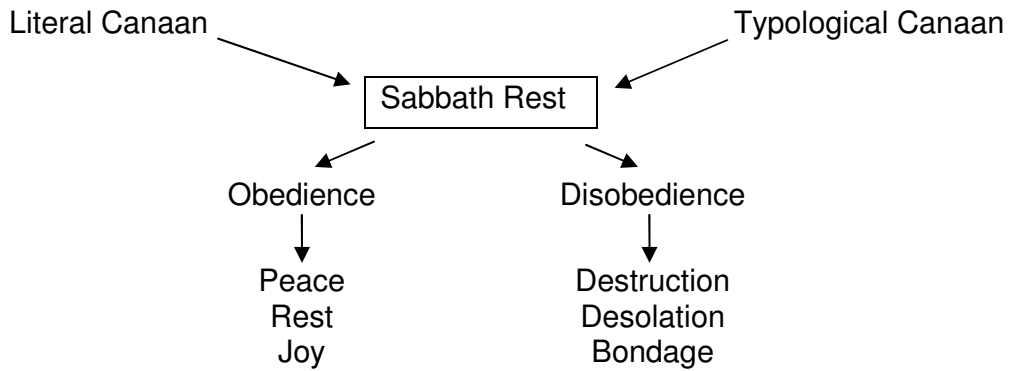 Literal Canaan
Typological Canaan
Sabbath Rest
Obedience
Disobedience
Peace
Rest
Joy
Destruction
Desolation
Bondage